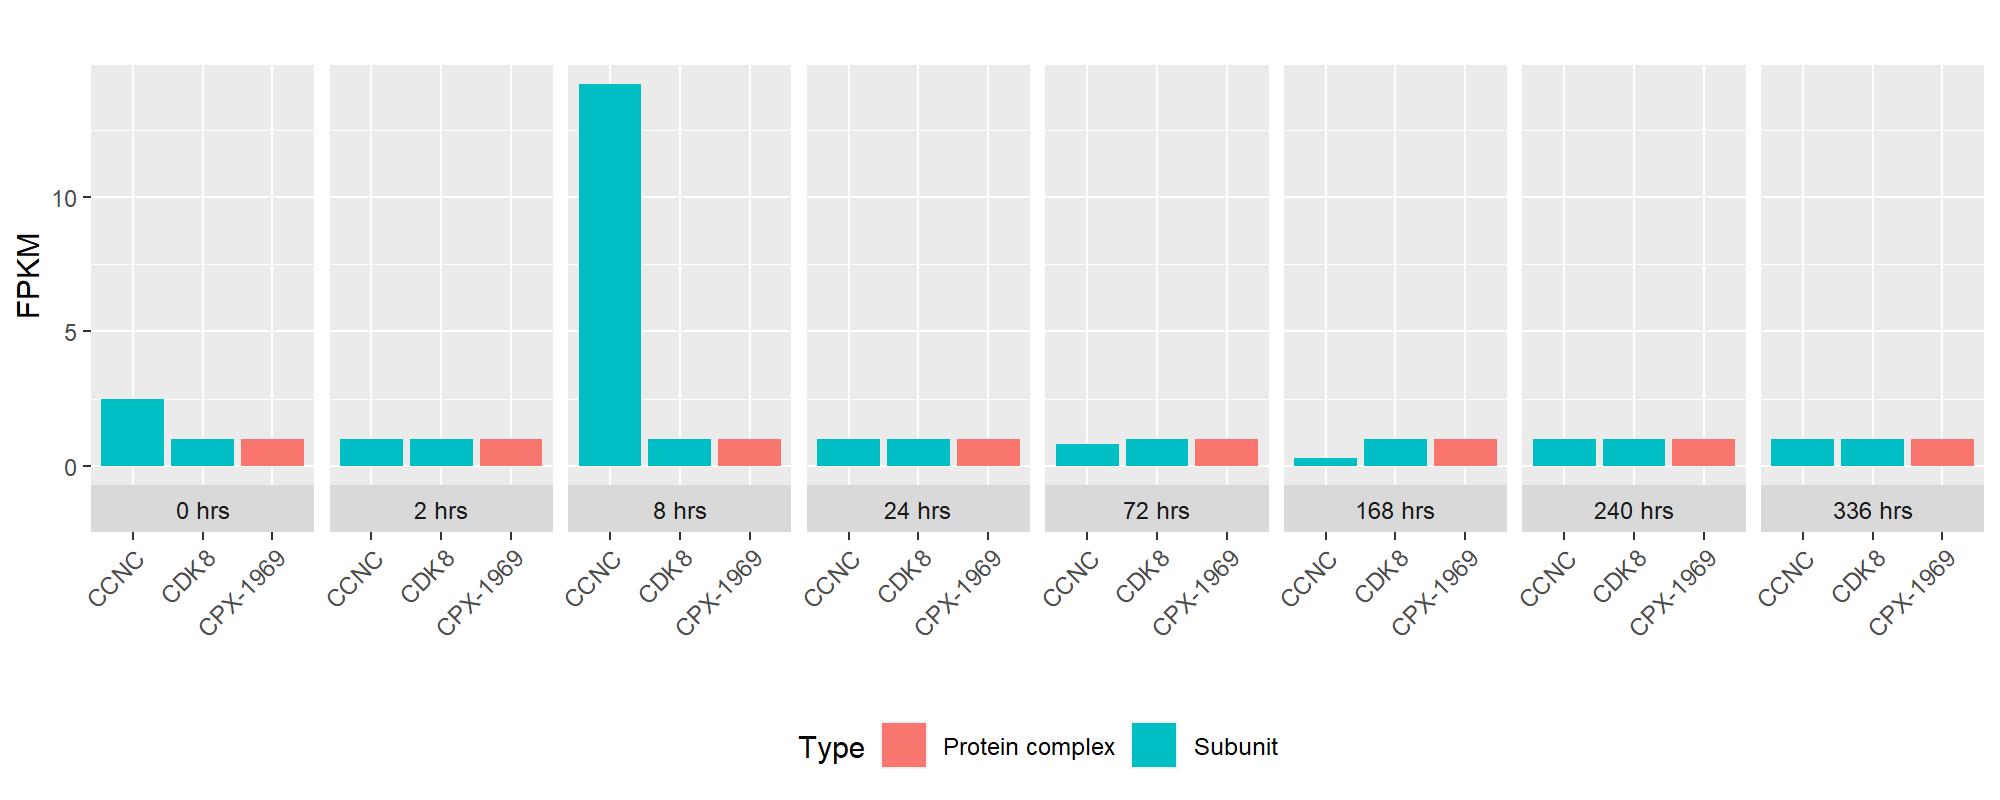 FPKM
10
5
0
0 hrs
2 hrs
8 hrs
24 hrs
72 hrs
168 hrs
240 hrs
336 hrs
CCNC
CDK8
CPX-1969
CCNC
CDK8
CPX-1969
CCNC
CDK8
CPX-1969
CCNC
CDK8
CPX-1969
CCNC
CDK8
CPX-1969
CCNC
CDK8
CPX-1969
CCNC
CDK8
CPX-1969
CCNC
CDK8
CPX-1969
Type Protein complex Subunit